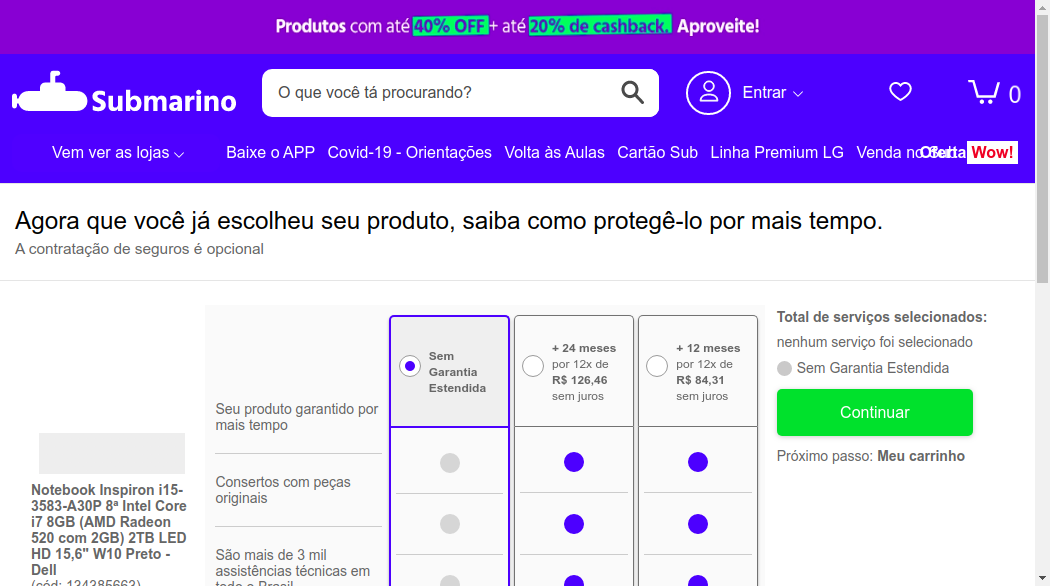 Produtos com até 40% OFF + até 20% de cashback. Aproveite!
Submarino
O que você tá procurando?
Entrar
0
Vem ver as lojas
Baixe o APP
Covid-19 - Orientações
Volta às Aulas
Cartão Sub
Linha Premium LG
Venda no Sub
Oferta Wow!
Agora que você já escolheu seu produto, saiba como protegê-lo por mais tempo.
A contratação de seguros é opcional
Notebook Inspiron i15-
3583-A30P 8ª Intel Core
i7 8GB (AMD Radeon
520 com 2GB) 2TB LED
HD 15,6" W10 Preto -
Dell
(cód: 134385663)
Seu produto garantido por
mais tempo
Consertos com peças
originais
São mais de 3 mil
assistências técnicas em
todo o Brasil
Sem
Garantia
Estendida
+ 24 meses
por 12x de
R$ 126,46
sem juros
+ 12 meses
por 12x de
R$ 84,31
sem juros
Total de serviços selecionados:
nenhum serviço foi selecionado
Sem Garantia Estendida
Continuar
Próximo passo: Meu carrinho